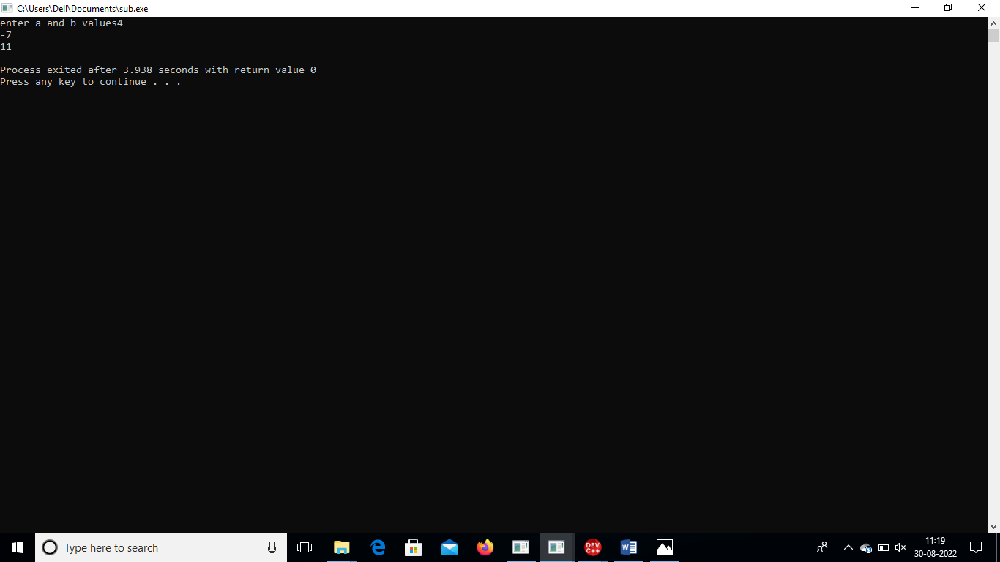 C:\Users\Dell\Documents\sub.exe
enter a and b values4
-7
11
--------------------------------
Process exited after 3.938 seconds with return value 0
Press any key to continue . . .
Type here to search
DEV
C++
W
11:19
30-08-2022